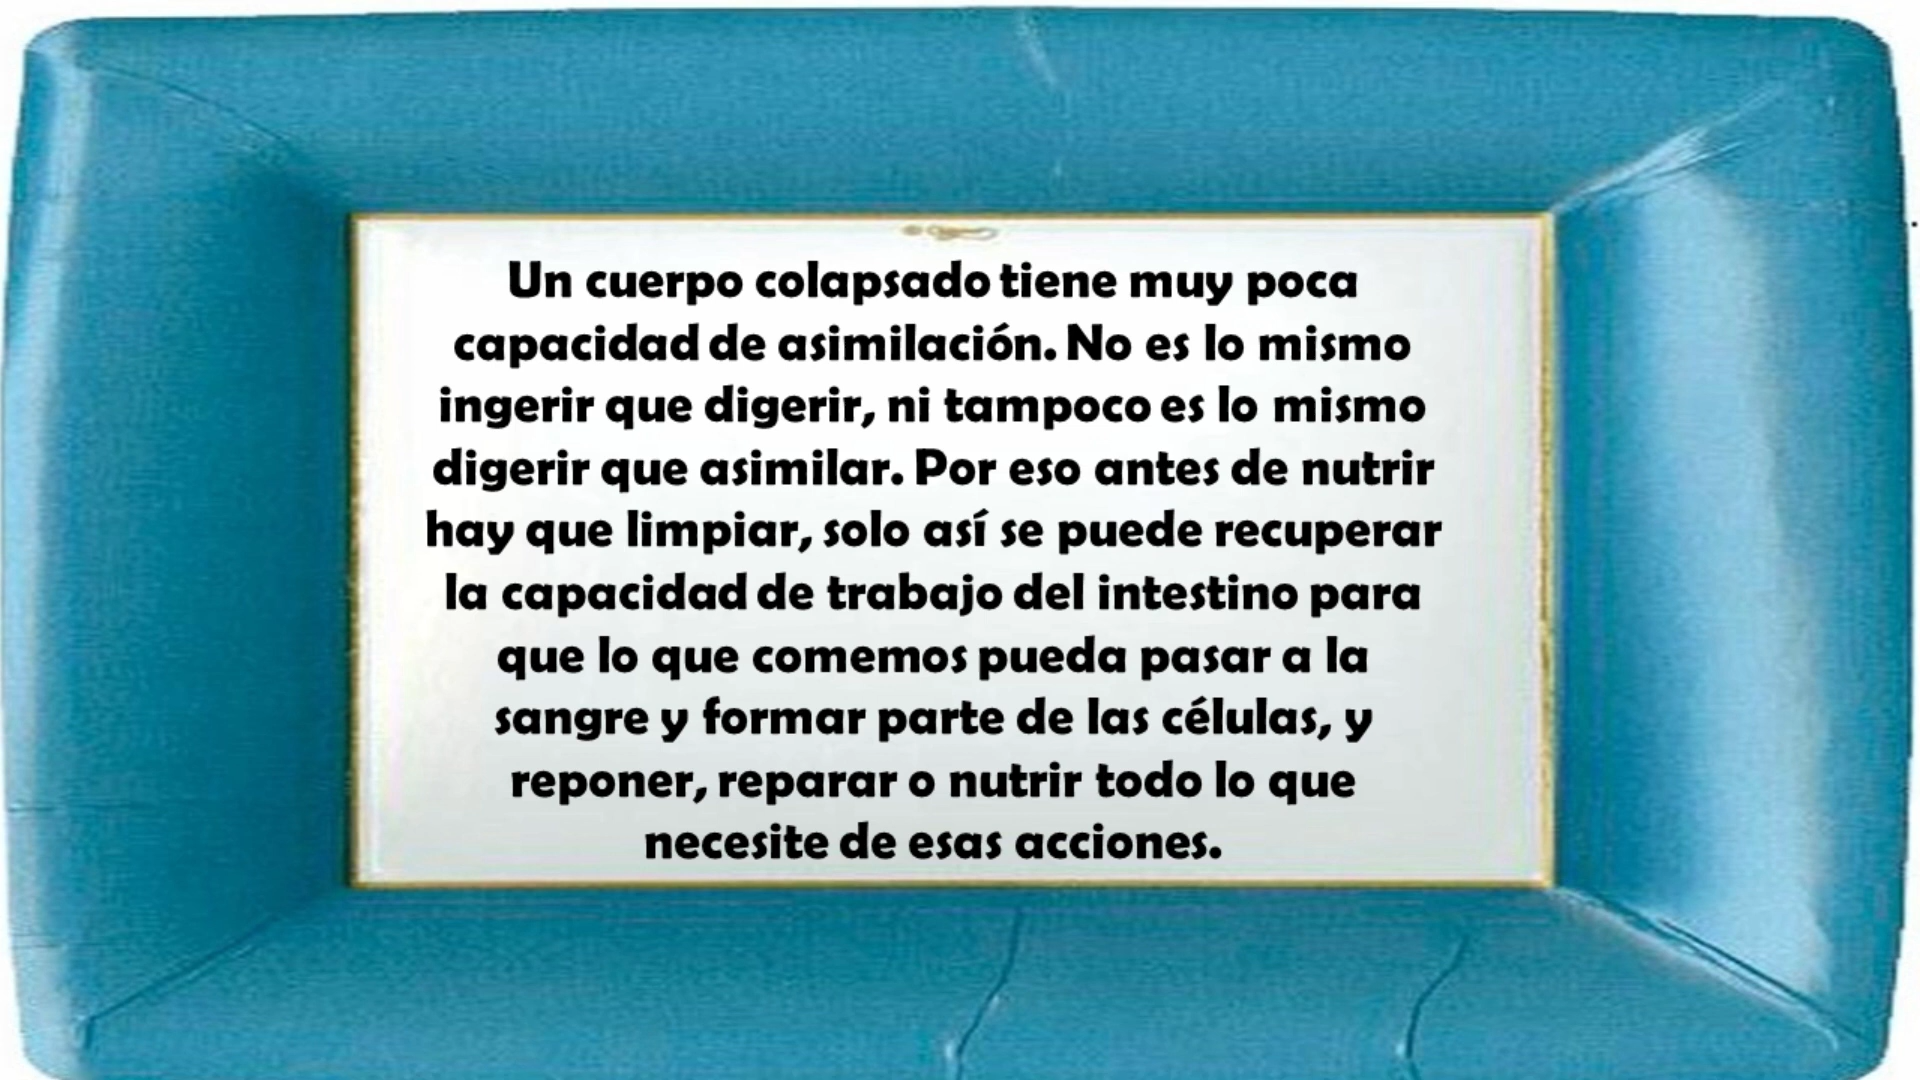 Un cuerpo colapsado tiene muy poca
capacidad de asimilación. No es lo mismo
ingerir que digerir, ni tampoco es lo mismo
digerir que asimilar. Por eso antes de nutrir
hay que limpiar, solo así se puede recuperar
la capacidad de trabajo del intestino para
que lo que comemos pueda pasar a la
sangre y formar parte de las células, y
reponer, reparar o nutrir todo lo que
necesite de esas acciones.